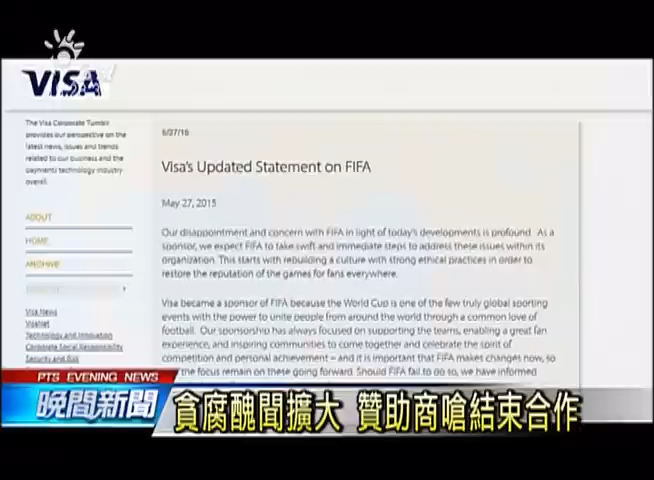 VISA
The Visa Corporate Tumblr
provides our perspective on the
latest news, issues and trends
related to our business and the
payments technology industry
overall.
ABOUT
HOME
ARCHIVE
Visa News
VisaNet
Technology and Innovation
Corporate Social Responsibility
Security and Risk
Visa's Updated Statement on FIFA
May 27, 2015
Our disappointment and concern with FIFA in light of today's developments is profound. As a
sponsor, we expect FIFA to take swift and immediate steps to address these issues within its
organization. This starts with rebuilding a culture with strong ethical practices in order to
restore the reputation of the games for fans everywhere.
Visa became a sponsor of FIFA because the World Cup is one of the few truly global sporting
events with the power to unite people from around the world through a common love of
football. Our sponsorship has always focused on supporting the teams, enabling a great fan
experience, and inspiring communities to come together and celebrate the spirit of
competition and personal achievement – and it is important that FIFA makes changes now, so
the focus remain on these going forward. Should FIFA fail to do so, we have informed
PTS EVENING NEWS
晚間新聞
貪腐醜聞擴大 贊助商嗆結束合作